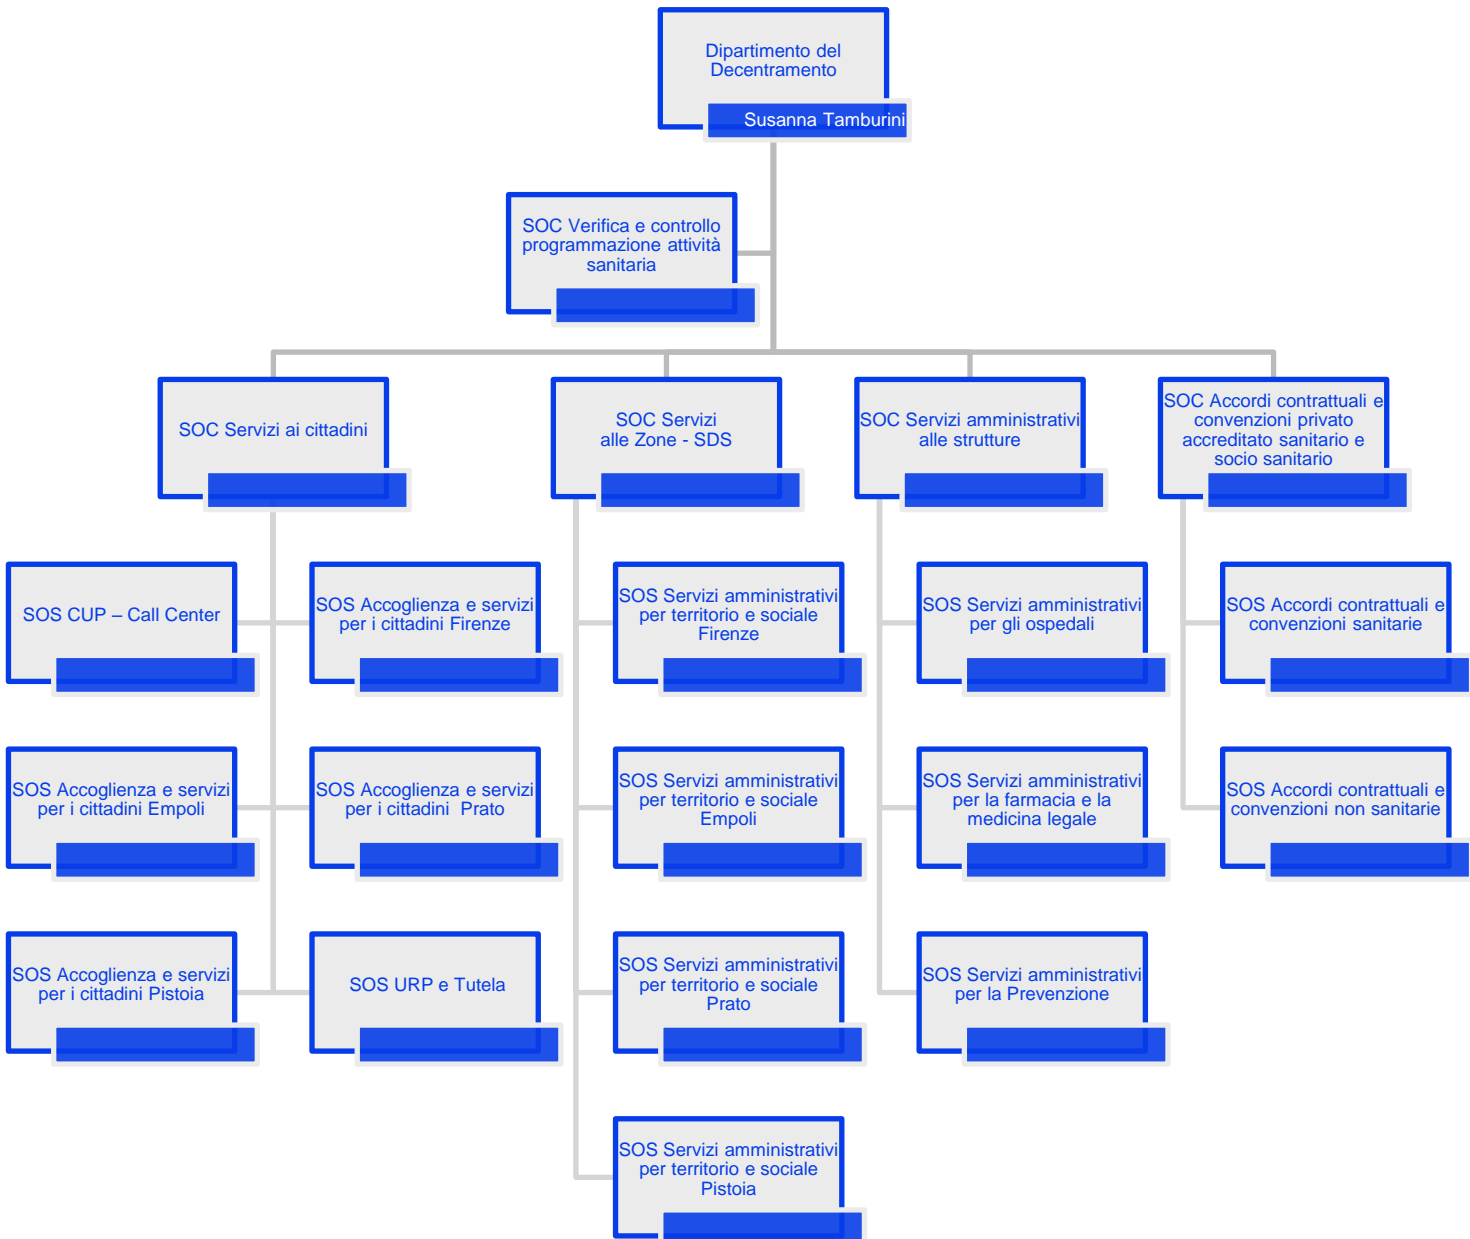 Dipartimento del
Decentramento
Susanna Tamburini
SOC Verifica e controllo
programmazione attività
sanitaria
SOC Servizi ai cittadini
SOC Servizi
alle Zone - SDS
SOC Servizi amministrativi
alle strutture
SOC Accordi contrattuali e
convenzioni privato
accreditato sanitario e
socio sanitario
SOS CUP – Call Center
SOS Accoglienza e servizi
per i cittadini Firenze
SOS Servizi amministrativi
per territorio e sociale
Firenze
SOS Servizi amministrativi
per gli ospedali
SOS Accordi contrattuali e
convenzioni sanitarie
SOS Accoglienza e servizi
per i cittadini Empoli
SOS Accoglienza e servizi
per i cittadini  Prato
SOS Servizi amministrativi
per territorio e sociale
Empoli
SOS Servizi amministrativi
per la farmacia e la
medicina legale
SOS Accordi contrattuali e
convenzioni non sanitarie
SOS Accoglienza e servizi
per i cittadini Pistoia
SOS URP e Tutela
SOS Servizi amministrativi
per territorio e sociale
Prato
SOS Servizi amministrativi
per la Prevenzione
SOS Servizi amministrativi
per territorio e sociale
Pistoia